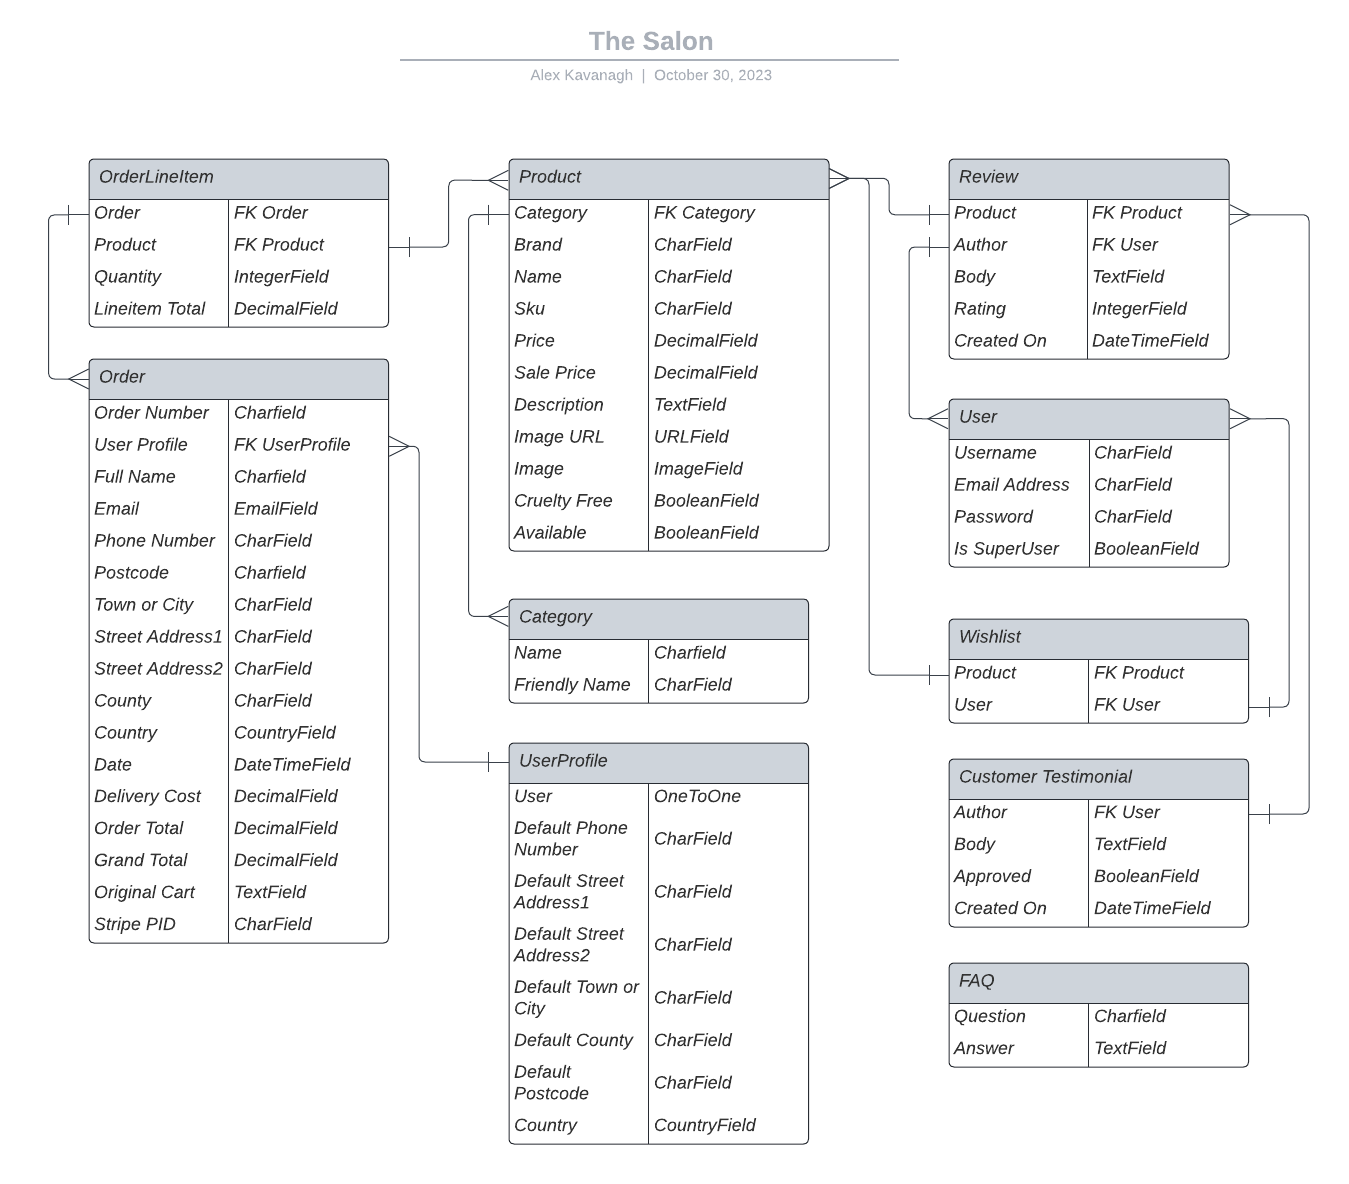 The Salon
Alex Kavanagh | October 30, 2023
OrderLineItem
Order FK Order
Product FK Product
Quantity IntegerField
Lineitem Total DecimalField
Order
Order Number Charfield
User Profile FK UserProfile
Full Name Charfield
Email EmailField
Phone Number CharField
Postcode Charfield
Town or City CharField
Street Address1 CharField
Street Address2 CharField
County CharField
Country CountryField
Date DateTimeField
Delivery Cost DecimalField
Order Total DecimalField
Grand Total DecimalField
Original Cart TextField
Stripe PID CharField
Product
Category FK Category
Brand CharField
Name CharField
Sku CharField
Price DecimalField
Sale Price DecimalField
Description TextField
Image URL URLField
Image ImageField
Cruelty Free BooleanField
Available BooleanField
Category
Name Charfield
Friendly Name CharField
UserProfile
User OneToOne
Default Phone
Number CharField
Default Street
Address1 CharField
Default Street
Address2 CharField
Default Town or
City CharField
Default County CharField
Default
Postcode CharField
Country CountryField
Review
Product FK Product
Author FK User
Body TextField
Rating IntegerField
Created On DateTimeField
User
Username CharField
Email Address CharField
Password CharField
Is SuperUser BooleanField
Wishlist
Product FK Product
User FK User
Customer Testimonial
Author FK User
Body TextField
Approved BooleanField
Created On DateTimeField
FAQ
Question Charfield
Answer TextField